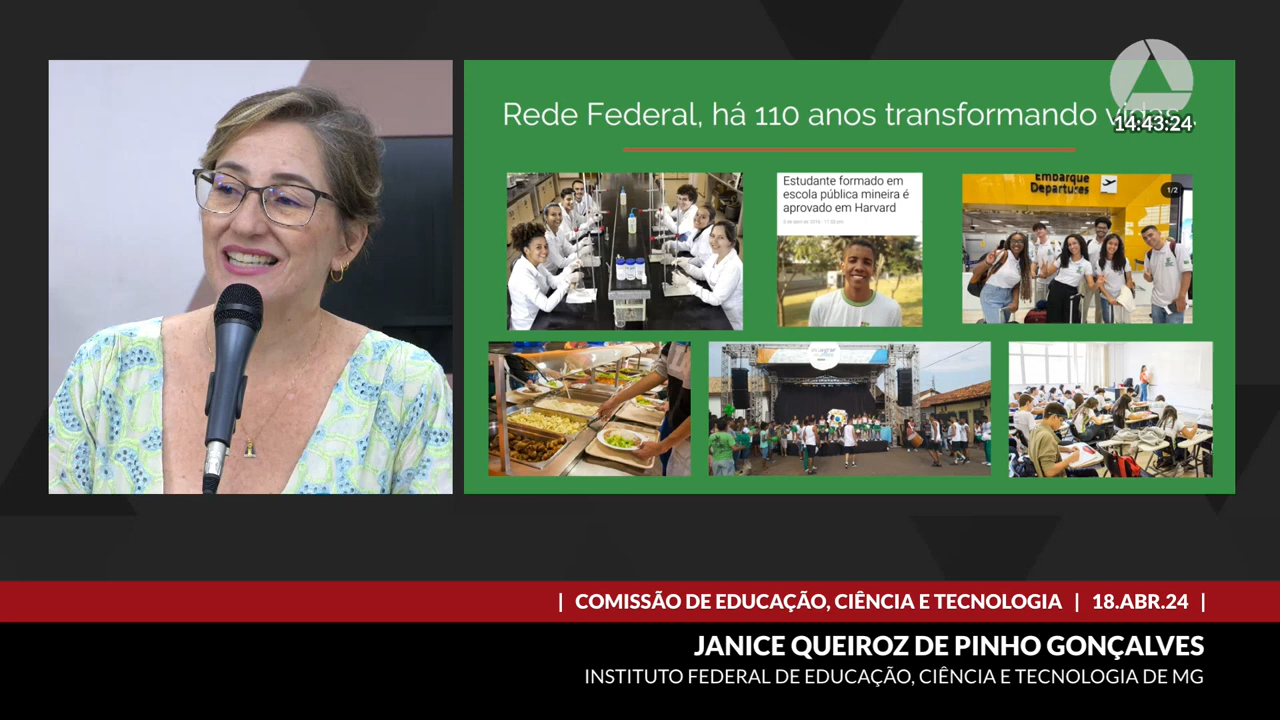 Rede Federal, há 110 anos transformando vidas...
14:43:24
Estudante formado em
escola pública mineira é
aprovado em Harvard
Embarque
Departures
1/2
| COMISSÃO DE EDUCAÇÃO, CIÊNCIA E TECNOLOGIA | 18.ABR.24 |
JANICE QUEIROZ DE PINHO GONÇALVES
INSTITUTO FEDERAL DE EDUCAÇÃO, CIÊNCIA E TECNOLOGIA DE MG